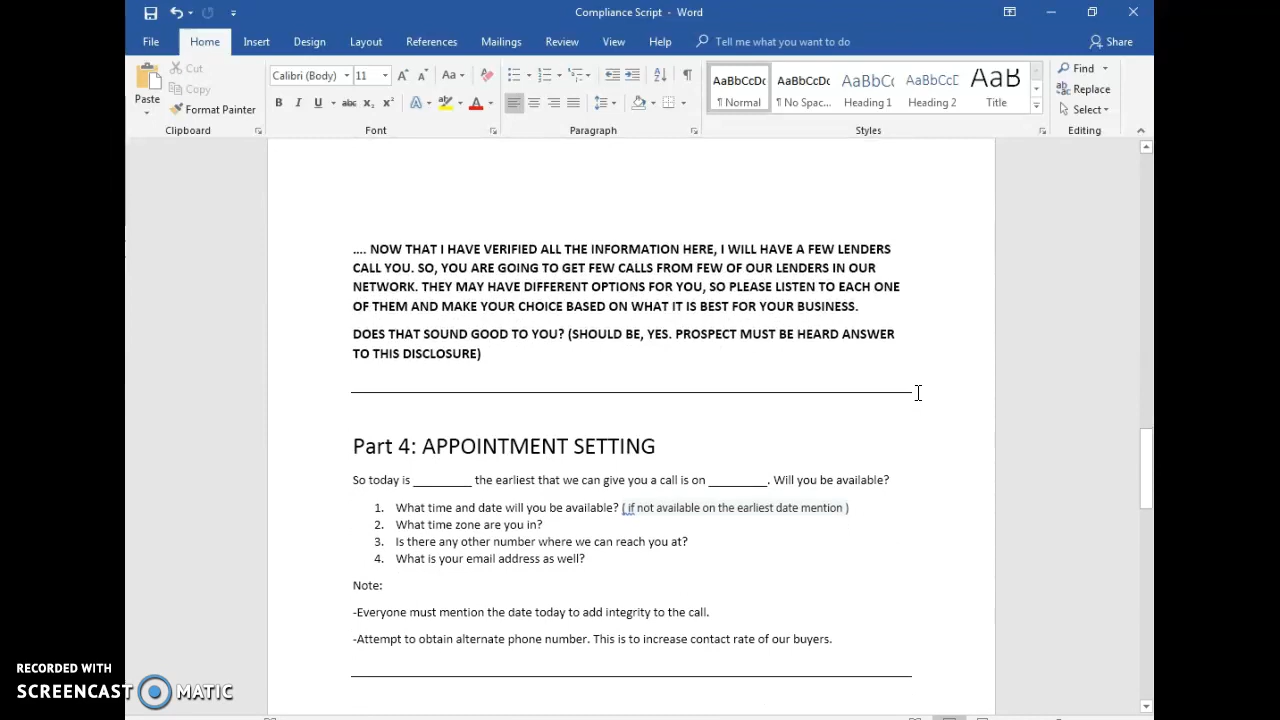 Compliance Script - Word
File Home Insert Design Layout References Mailings Review View Help Tell me what you want to do Share
Cut
Copy
Paste
Format Painter
Clipboard
Calibri (Body) 11
Aa
B I U abc x₂ x² A A
Font
Paragraph
AaBbCcDc AaBbCcDc AaBbCc AaBbCcD AaB
¶ Normal ¶ No Spac... Heading 1 Heading 2 Title
Styles
Find
Replace
Select
Editing
.... NOW THAT I HAVE VERIFIED ALL THE INFORMATION HERE, I WILL HAVE A FEW LENDERS
CALL YOU. SO, YOU ARE GOING TO GET FEW CALLS FROM FEW OF OUR LENDERS IN OUR
NETWORK. THEY MAY HAVE DIFFERENT OPTIONS FOR YOU, SO PLEASE LISTEN TO EACH ONE
OF THEM AND MAKE YOUR CHOICE BASED ON WHAT IT IS BEST FOR YOUR BUSINESS.
DOES THAT SOUND GOOD TO YOU? (SHOULD BE, YES. PROSPECT MUST BE HEARD ANSWER
TO THIS DISCLOSURE)
Part 4: APPOINTMENT SETTING
So today is _________ the earliest that we can give you a call is on _________. Will you be available?
1. What time and date will you be available? ( if not available on the earliest date mention )
2. What time zone are you in?
3. Is there any other number where we can reach you at?
4. What is your email address as well?
Note:
-Everyone must mention the date today to add integrity to the call.
-Attempt to obtain alternate phone number. This is to increase contact rate of our buyers.
RECORDED WITH
SCREENCAST MATIC